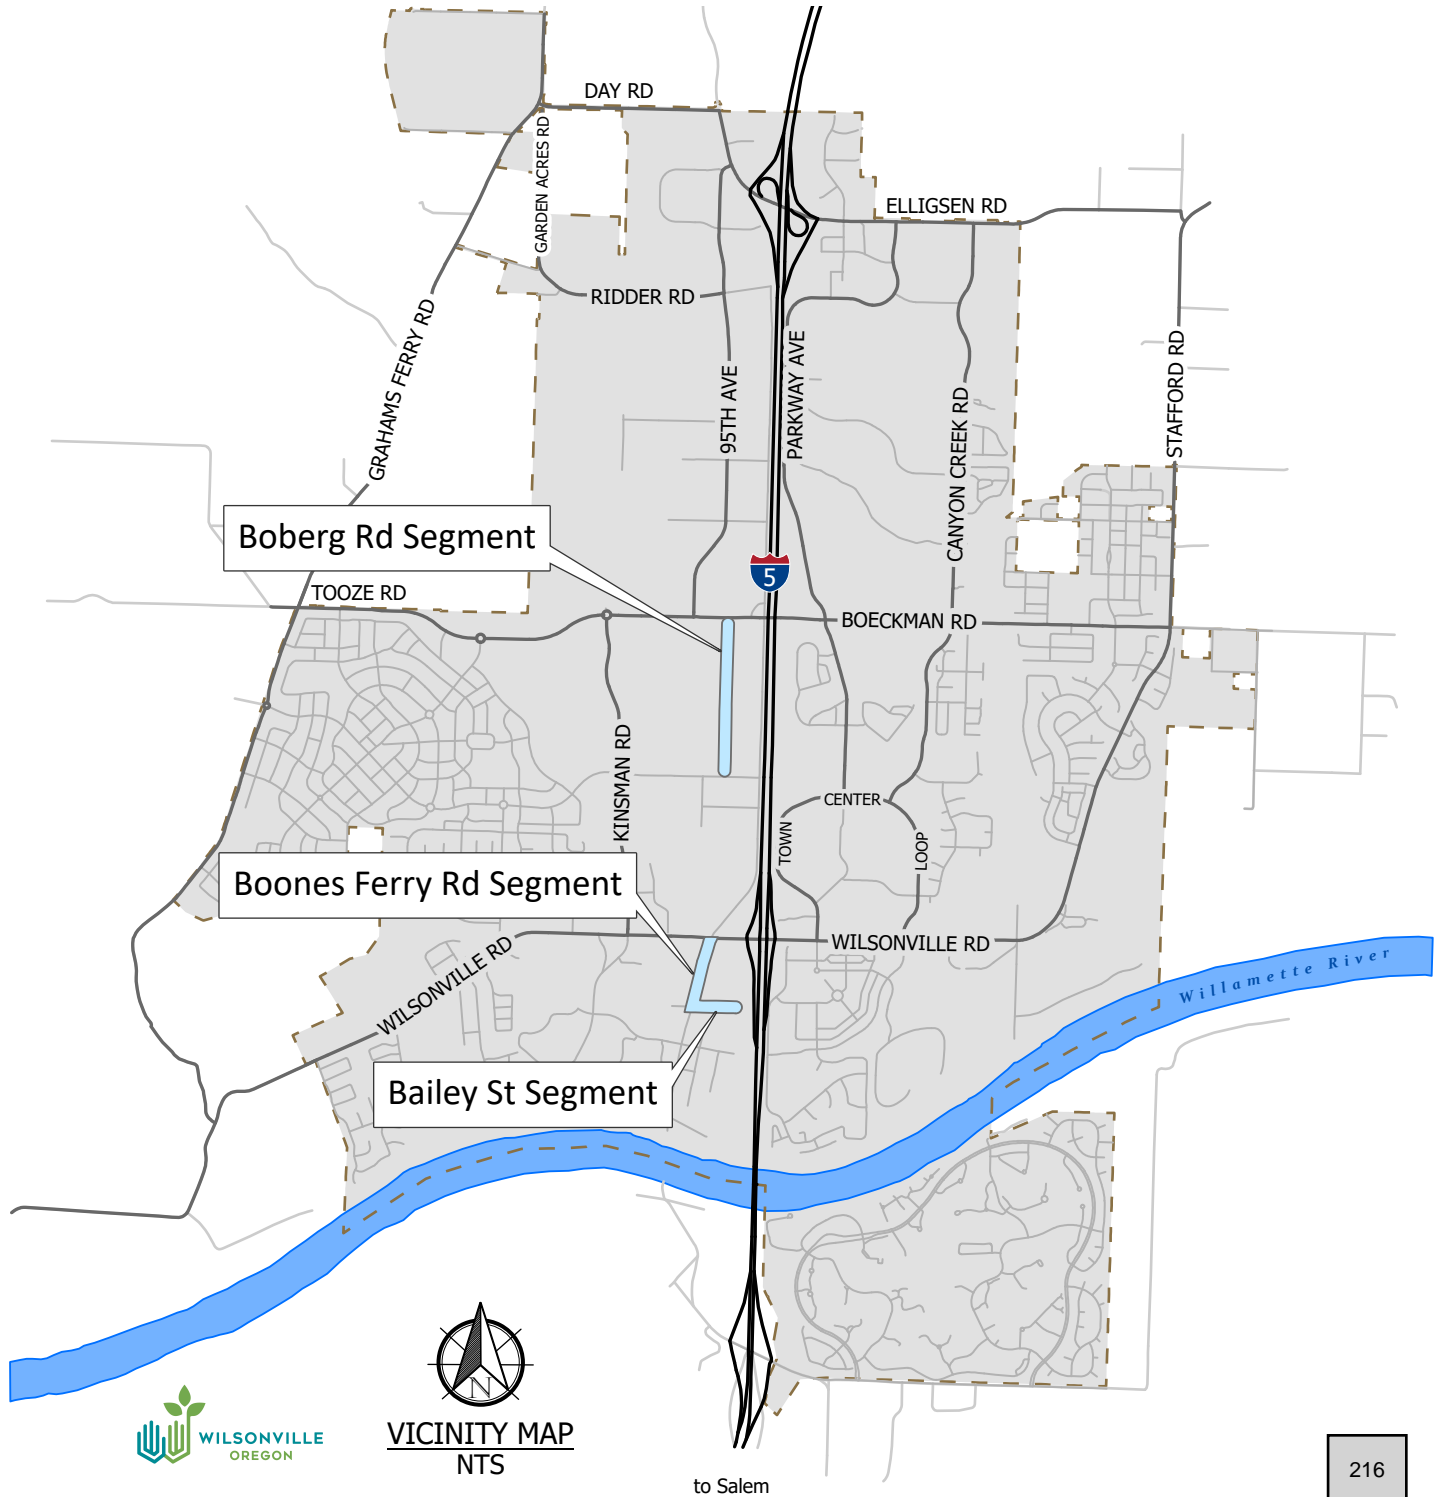 DAY RD
GARDEN ACRES RD
ELLIGSEN RD
RIDDER RD
GRAHAMS FERRY RD
95TH AVE
PARKWAY AVE
CANYON CREEK RD
STAFFORD RD
Boberg Rd Segment
5
TOOZE RD
BOECKMAN RD
KINSMAN RD
CENTER
TOWN
LOOP
Boones Ferry Rd Segment
WILSONVILLE RD
WILSONVILLE RD
Willamette River
Bailey St Segment
N
VICINITY MAP
NTS
WILSONVILLE
OREGON
to Salem
216